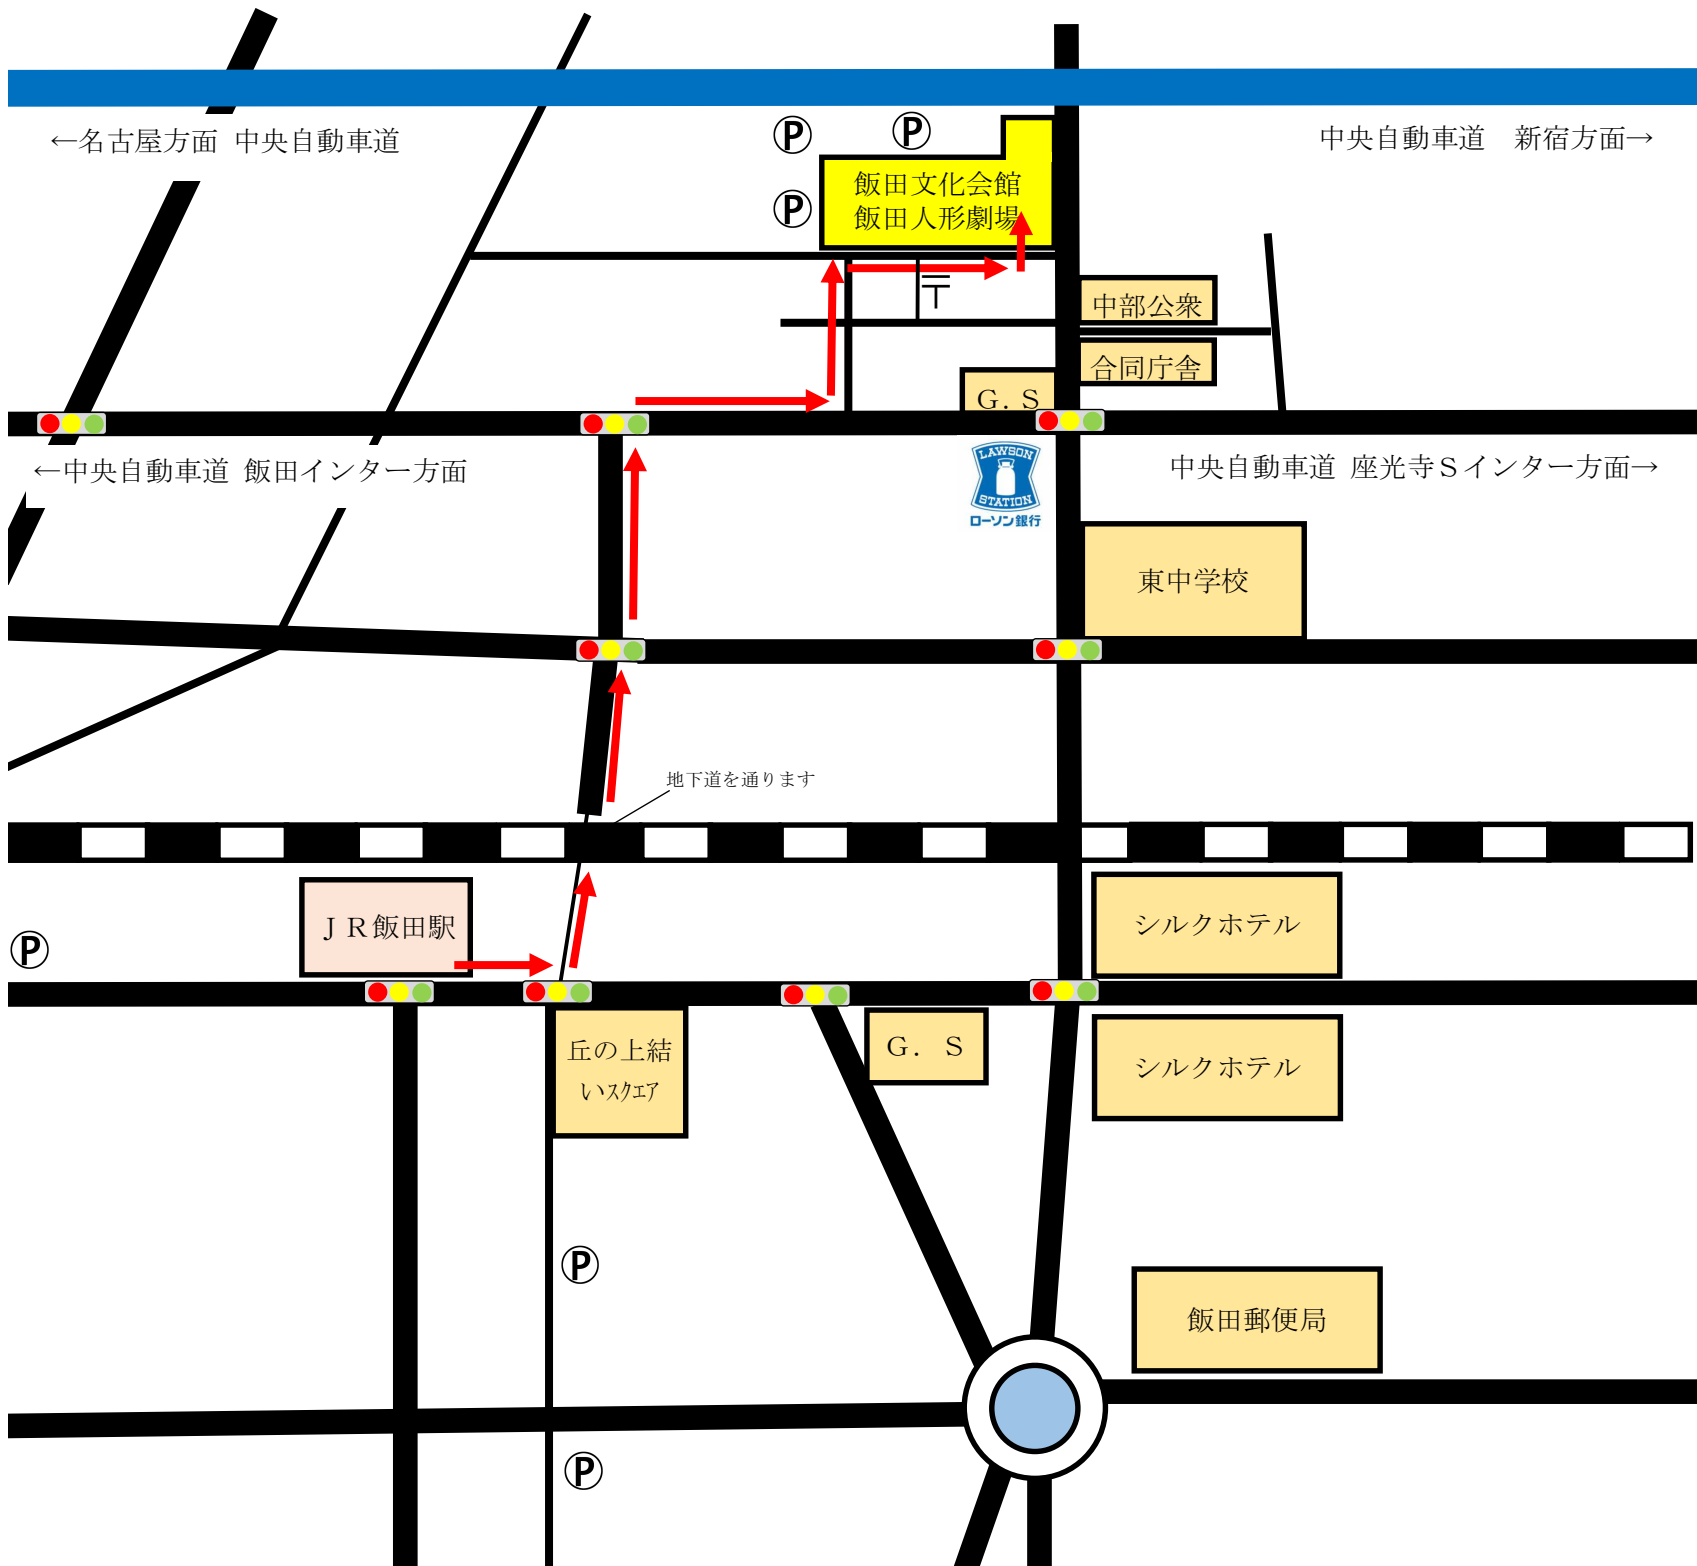 ←名古屋方面 中央自動車道
Ⓟ
Ⓟ
中央自動車道　新宿方面→
Ⓟ
飯田文化会館
飯田人形劇場
〒
中部公衆
合同庁舎
Ｇ．Ｓ
←中央自動車道 飯田インター方面
LAWSON
STATION
ローソン銀行
中央自動車道 座光寺Ｓインター方面→
東中学校
地下道を通ります
ＪＲ飯田駅
シルクホテル
Ⓟ
丘の上結
いｽｸｴｱ
Ｇ．Ｓ
シルクホテル
Ⓟ
飯田郵便局
Ⓟ